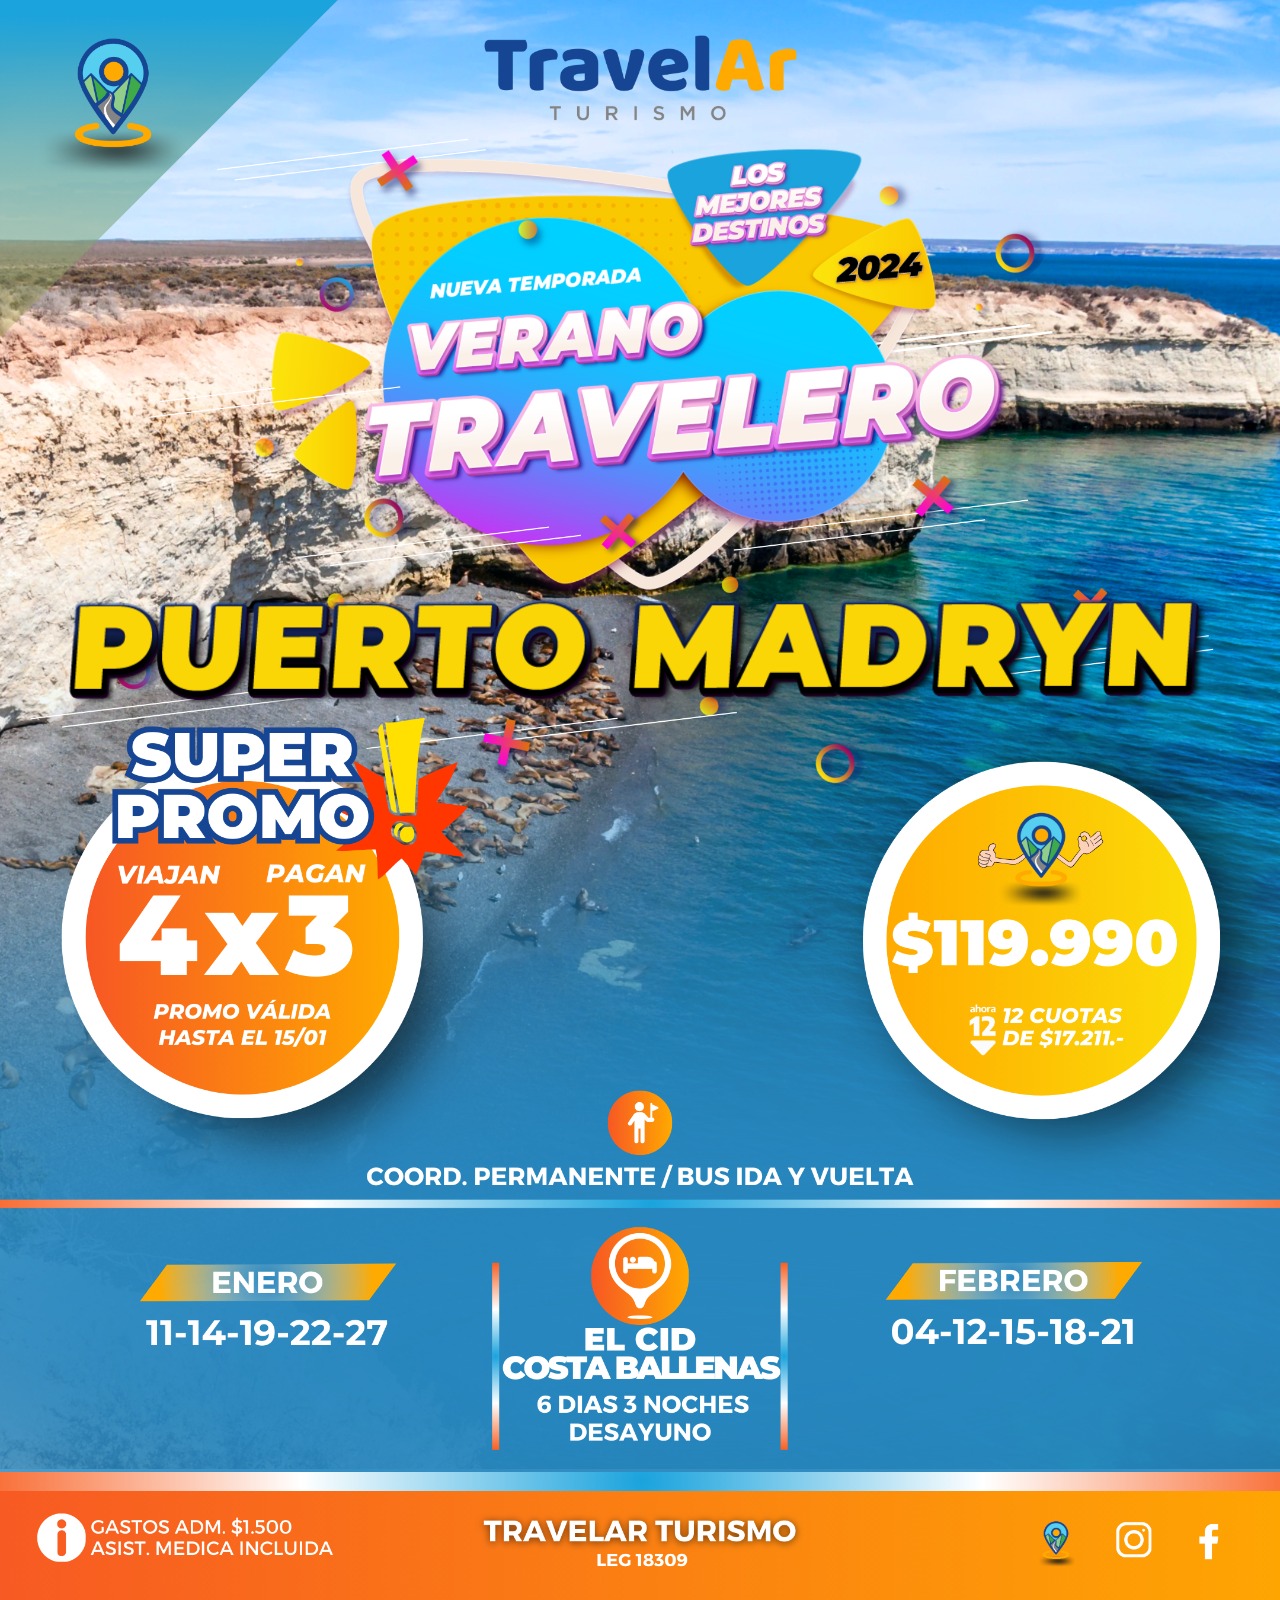 TravelAr
TURISMO
LOS
MEJORES
DESTINOS
2024
NUEVA TEMPORADA
VERANO
TRAVELERO
PUERTO MADRYN
SUPER
PROMO!
VIAJAN PAGAN
4x3
PROMO VÁLIDA
HASTA EL 15/01
$119.990
ahora
12
12 CUOTAS
DE $17.211.-
COORD. PERMANENTE / BUS IDA Y VUELTA
ENERO
11-14-19-22-27
EL CID
COSTA BALLENAS
6 DIAS 3 NOCHES
DESAYUNO
FEBRERO
04-12-15-18-21
GASTOS ADM. $1.500
ASIST. MEDICA INCLUIDA
TRAVELAR TURISMO
LEG 18309